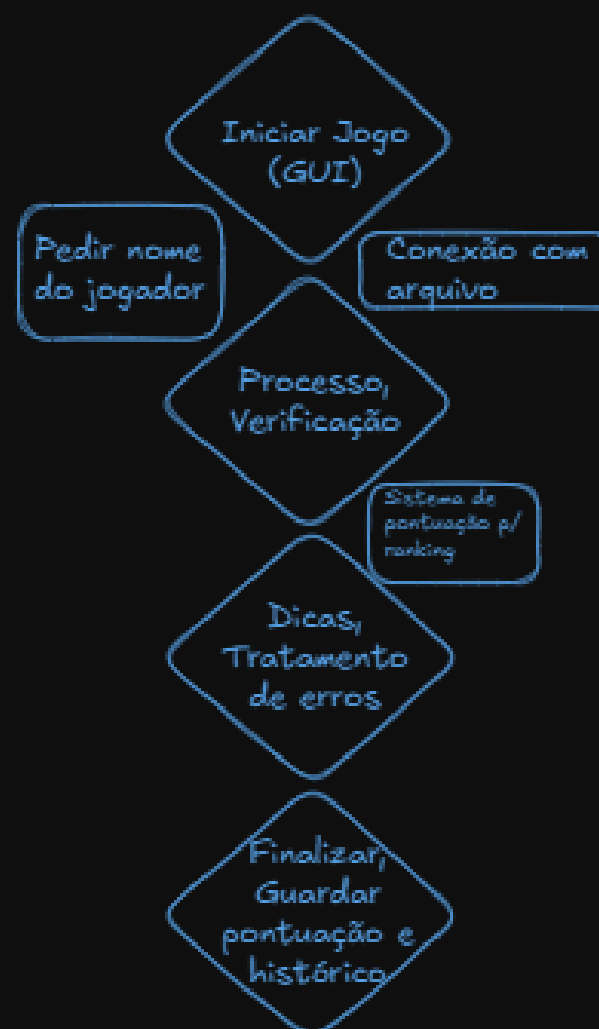 Iniciar Jogo
(GUI)
Pedir nome
do jogador
Conexão com
arquivo
Processo,
Verificação
Sistema de
pontuação p/
ranking
Dicas,
Tratamento
de erros
Finalizar,
Guardar
pontuação e
histórico